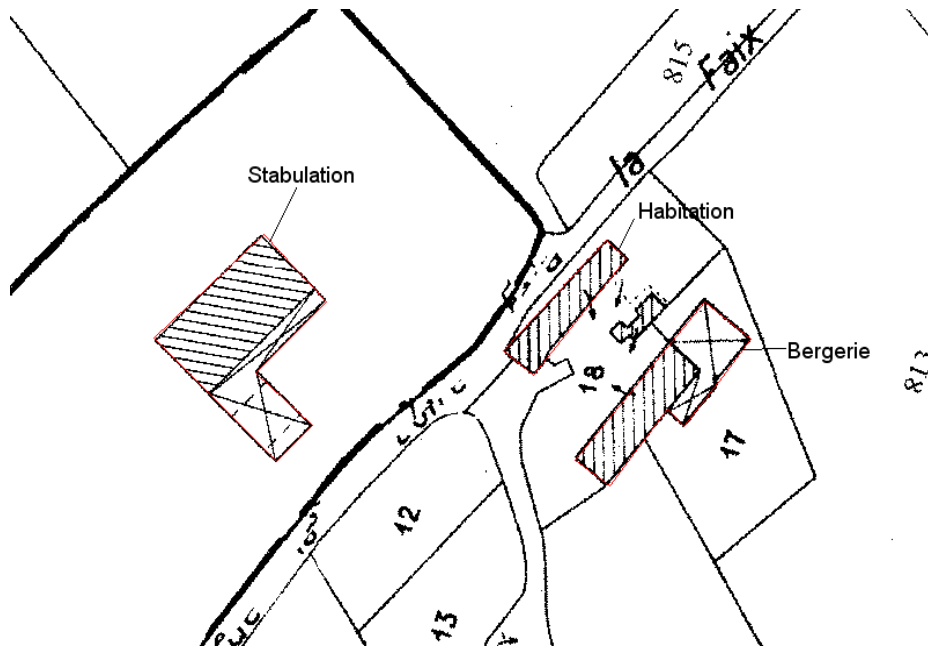 815
Faix
la
Stabulation
Habitation
Bergerie
813
18
17
12
13